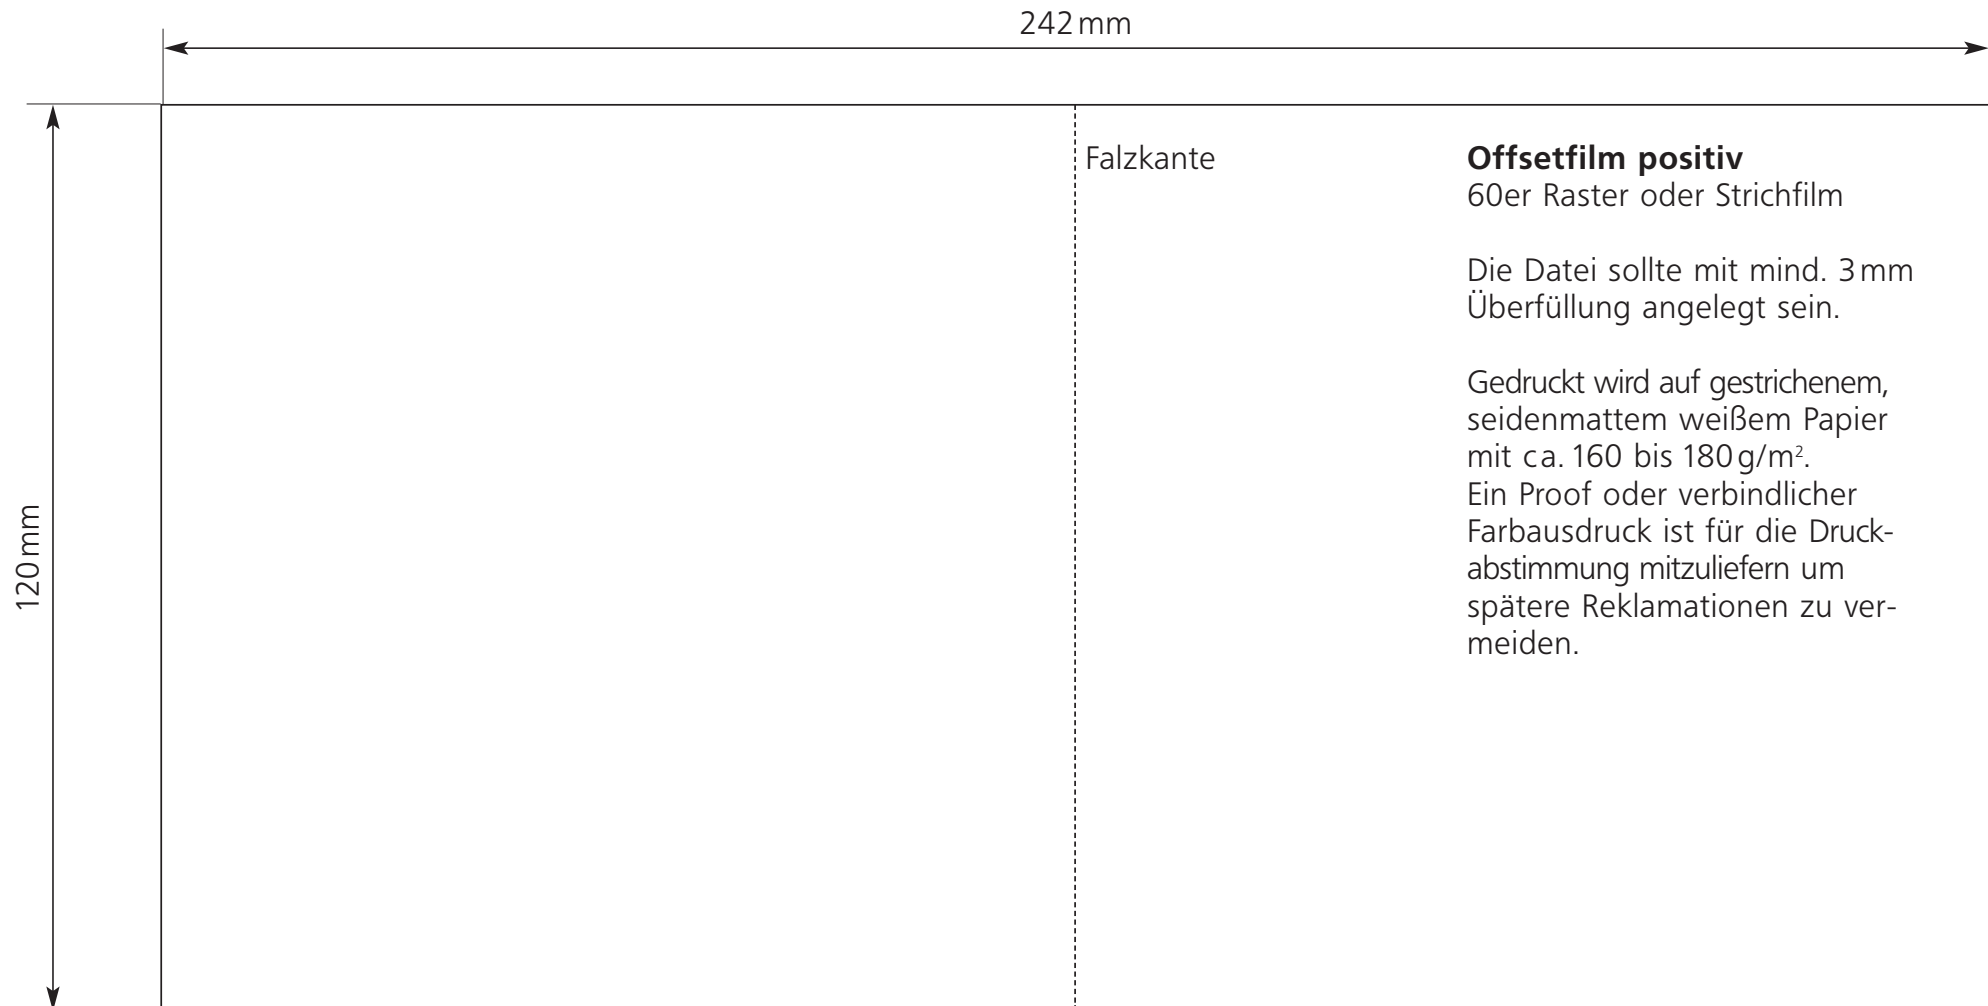 242 mm
Falzkante
Offsetfilm positiv
60er Raster oder Strichfilm
Die Datei sollte mit mind. 3 mm
Überfüllung angelegt sein.
Gedruckt wird auf gestrichenem,
seidenmattem weißem Papier
mit ca. 160 bis 180 g/m².
Ein Proof oder verbindlicher
Farbausdruck ist für die Druck-
abstimmung mitzuliefern um
spätere Reklamationen zu ver-
meiden.
120 mm